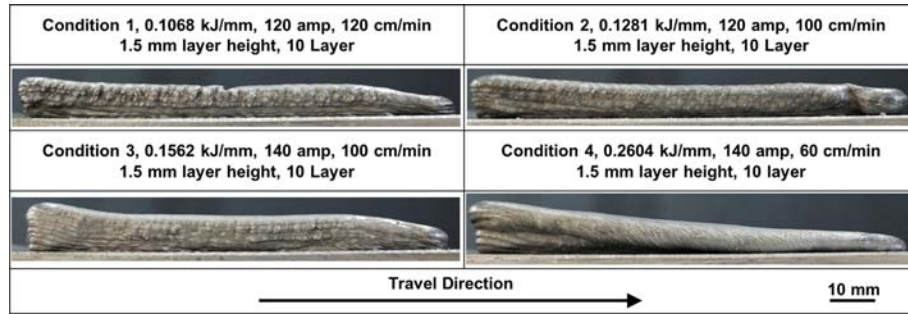 Condition 1, 0.1068 kJ/mm, 120 amp, 120 cm/min
1.5 mm layer height, 10 Layer
Condition 2, 0.1281 kJ/mm, 120 amp, 100 cm/min
1.5 mm layer height, 10 Layer
Condition 3, 0.1562 kJ/mm, 140 amp, 100 cm/min
1.5 mm layer height, 10 Layer
Condition 4, 0.2604 kJ/mm, 140 amp, 60 cm/min
1.5 mm layer height, 10 layer
Travel Direction
10 mm